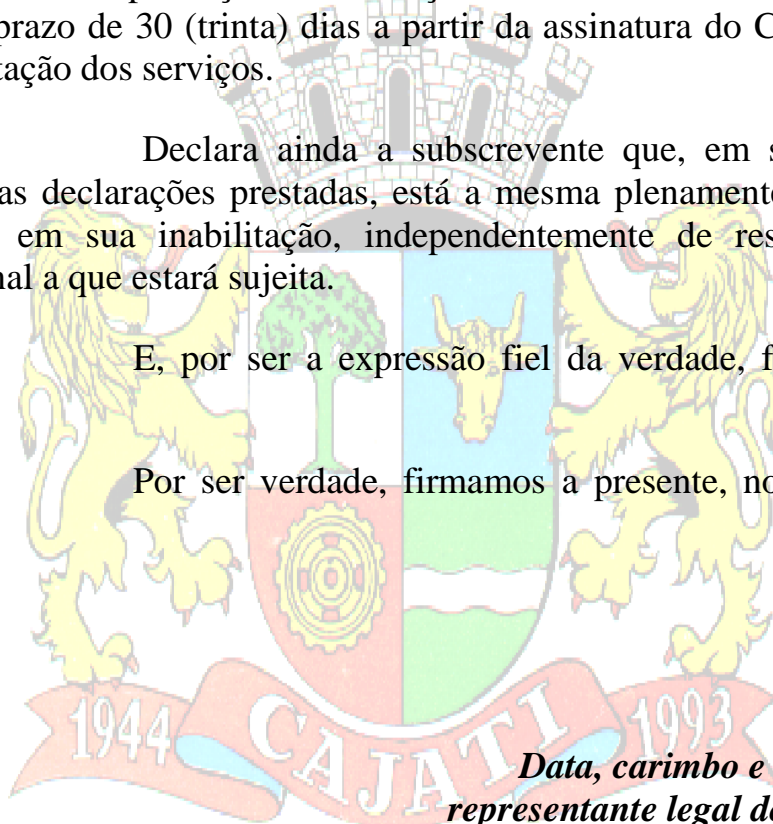 prazo de 30 (trinta) dias a partir da assinatura do C
tação dos serviços.
Declara ainda a subscrevente que, em s
as declarações prestadas, está a mesma plenamente
em sua inabilitação, independentemente de res
nal a que estará sujeita.
E, por ser a expressão fiel da verdade, f
Por ser verdade, firmamos a presente, no
1944 CAJATI 1993
Data, carimbo e
representante legal d